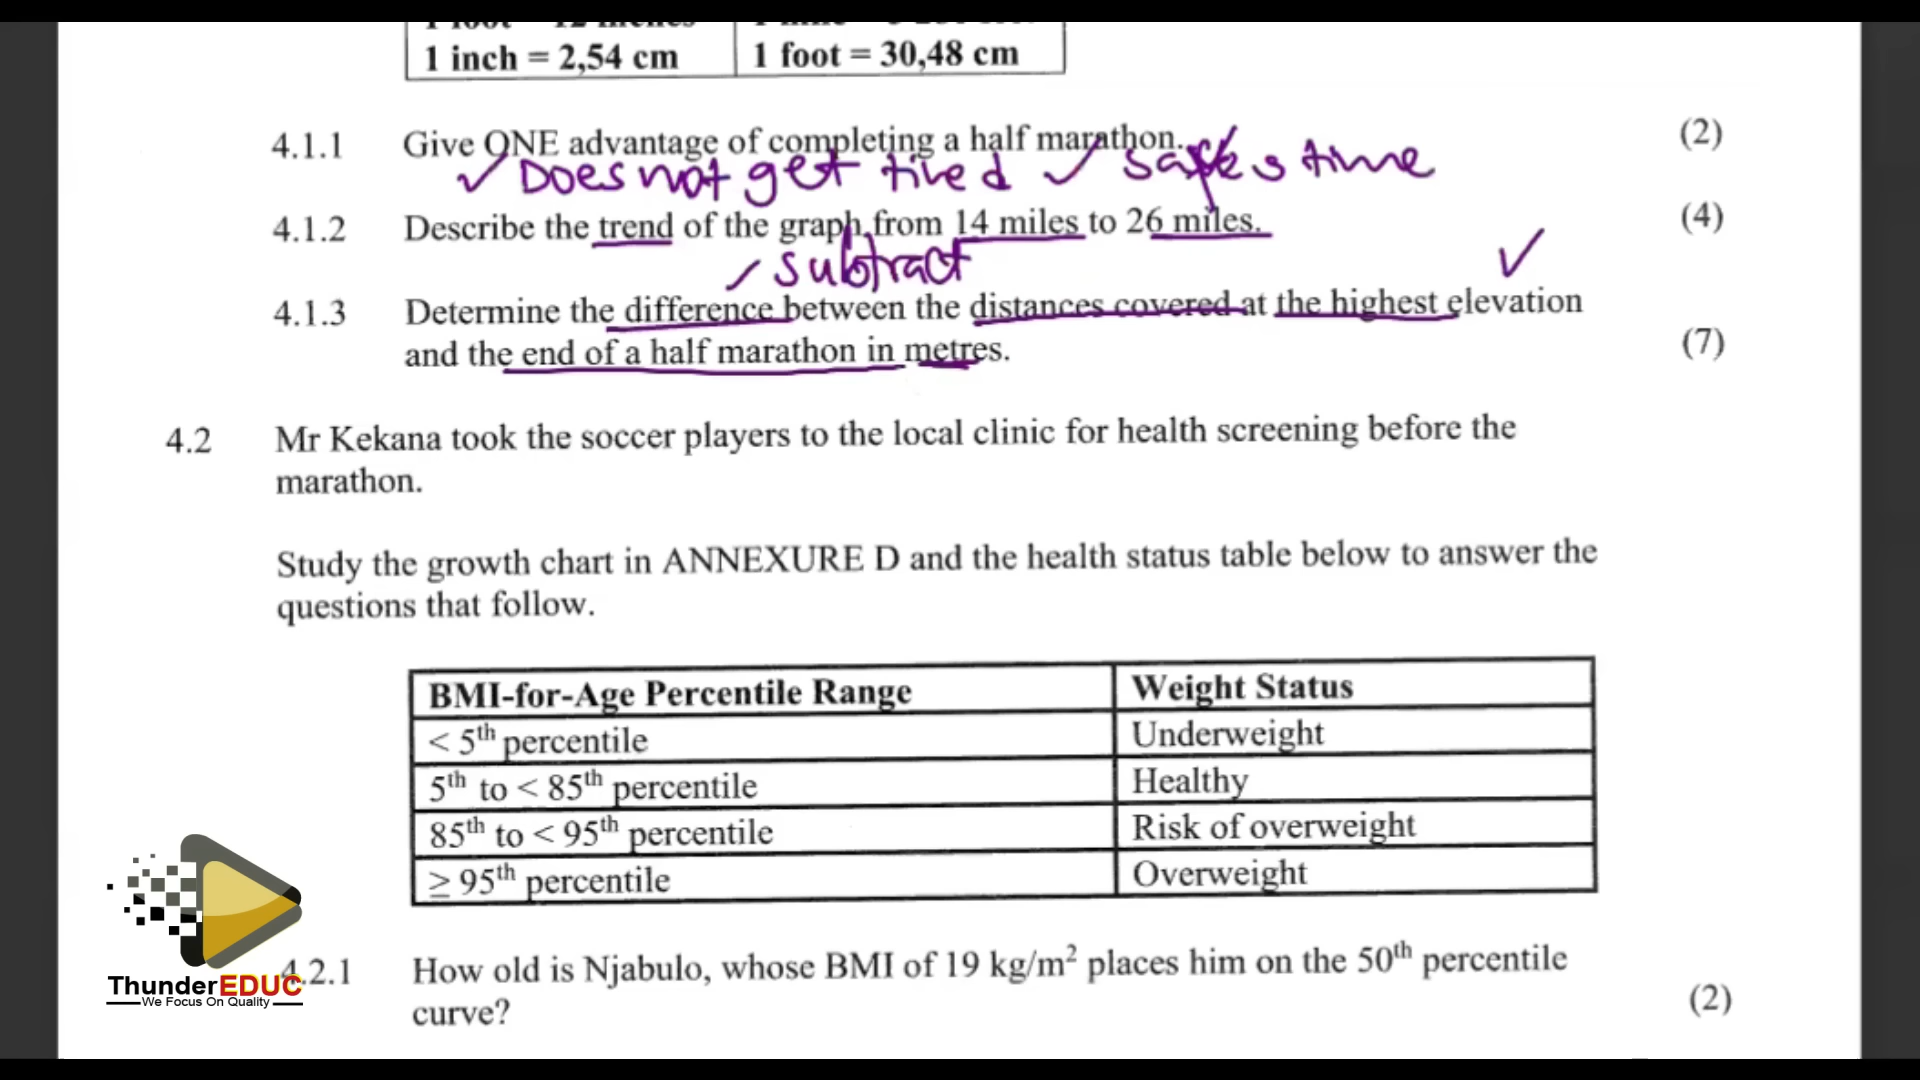 1 inch = 2,54 cm 1 foot = 30,48 cm
4.1.1 Give ONE advantage of completing a half marathon. (2)
✓ Does not get tired ✓ saves time
4.1.2 Describe the trend of the graph from 14 miles to 26 miles. (4)
subtract ✓
4.1.3 Determine the difference between the distances covered at the highest elevation
and the end of a half marathon in metres. (7)
4.2 Mr Kekana took the soccer players to the local clinic for health screening before the
marathon.
Study the growth chart in ANNEXURE D and the health status table below to answer the
questions that follow.
BMI-for-Age Percentile Range Weight Status
< 5th percentile Underweight
5th to < 85th percentile Healthy
85th to < 95th percentile Risk of overweight
≥ 95th percentile Overweight
4.2.1 How old is Njabulo, whose BMI of 19 kg/m² places him on the 50th percentile
curve? (2)
ThunderEDUC
We Focus On Quality